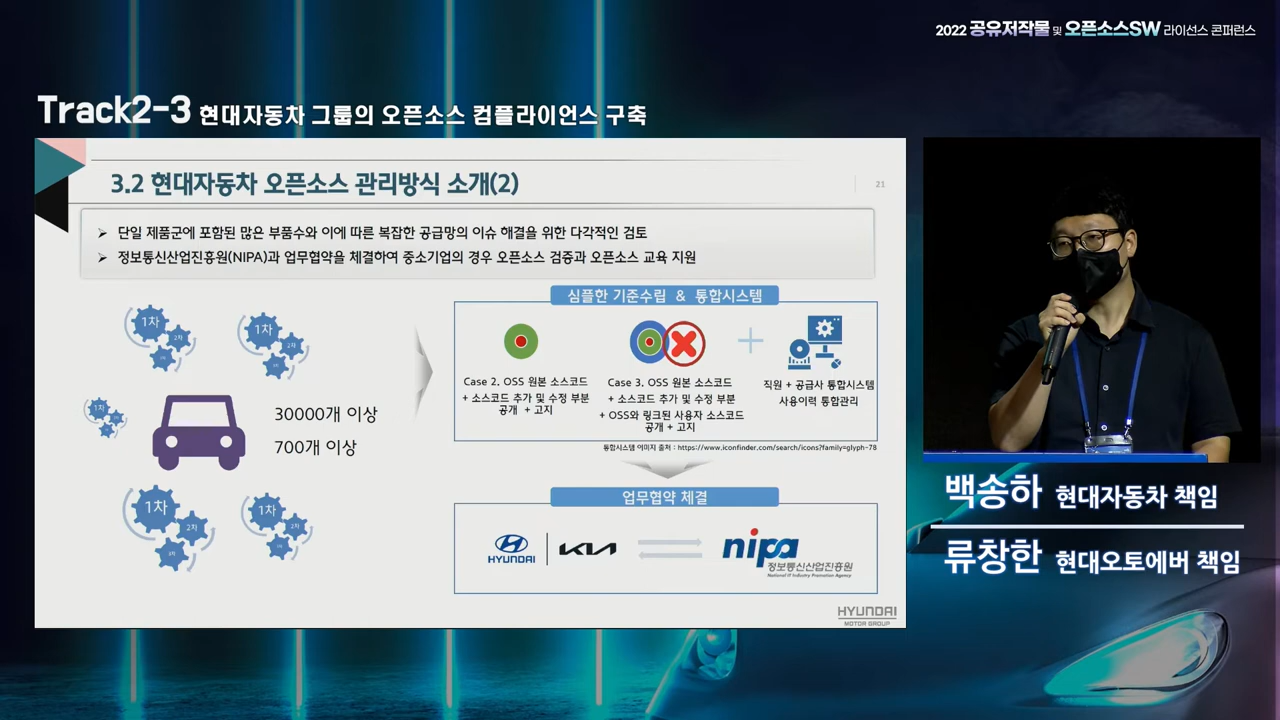 2022 공유저작물 및 오픈소스SW 라이선스 콘퍼런스
Track2-3 현대자동차 그룹의 오픈소스 컴플라이언스 구축
3.2 현대자동차 오픈소스 관리방식 소개(2)
21
➤ 단일 제품군에 포함된 많은 부품수와 이에 따른 복잡한 공급망의 이슈 해결을 위한 다각적인 검토
➤ 정보통신산업진흥원(NIPA)과 업무협약을 체결하여 중소기업의 경우 오픈소스 검증과 오픈소스 교육 지원
1차
2차
1차
2차
1차
30000개 이상
700개 이상
1차
2차
3차
1차
2차
심플한 기준수립 & 통합시스템
Case 2. OSS 원본 소스코드
+ 소스코드 추가 및 수정 부분
공개 + 고지
Case 3. OSS 원본 소스코드
+ 소스코드 추가 및 수정 부분
+ OSS와 링크된 사용자 소스코드
공개 + 고지
직원 + 공급사 통합시스템
사용이력 통합관리
통합시스템 이미지 출처 : https://www.iconfinder.com/search/icons?family=glyph-78
업무협약 체결
HYUNDAI
KIA
nipa
정보통신산업진흥원
National IT Industry Promotion Agency
HYUNDAI
MOTOR GROUP
백송하 현대자동차 책임
류창한 현대오토에버 책임